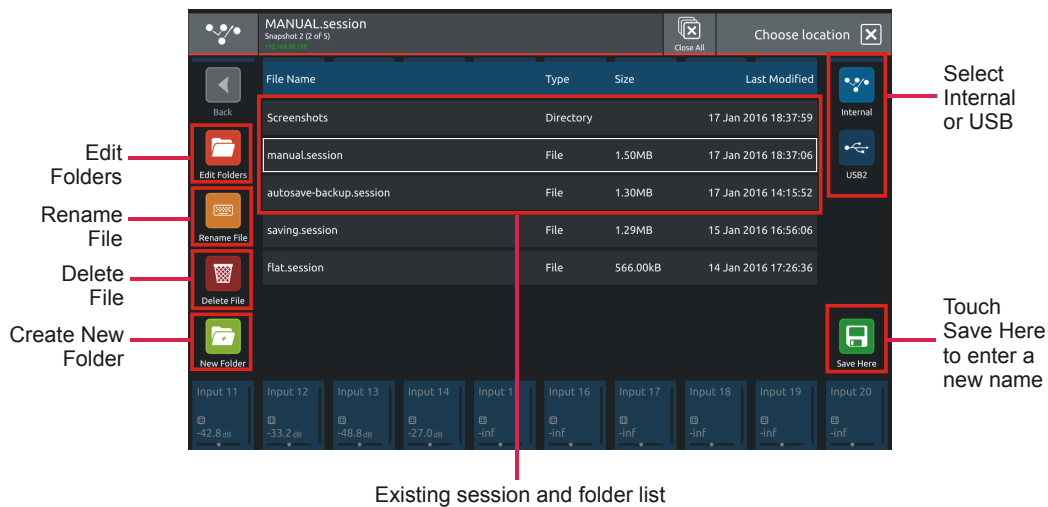 MANUAL.session
Snapshot 2 (2 of 5)
192.168.50.109
Close All
Choose location
Back
File Name Type Size Last Modified
Screenshots Directory 17 Jan 2016 18:37:59
manual.session File 1.50MB 17 Jan 2016 18:37:06
autosave-backup.session File 1.30MB 17 Jan 2016 14:15:52
saving.session File 1.29MB 15 Jan 2016 16:56:06
flat.session File 566.00kB 14 Jan 2016 17:26:36
Edit Folders
Rename File
Delete File
New Folder
Internal
USB2
Save Here
Edit
Folders
Rename
File
Delete
File
Create New
Folder
Select
Internal
or USB
Touch
Save Here
to enter a
new name
Input 11 Input 12 Input 13 Input 14 Input Input 16 Input 17 Input 18 Input 19 Input 20
-42.8dB -33.2dB -48.8dB -27.0dB -inf -inf -inf -inf -inf -inf
Existing session and folder list